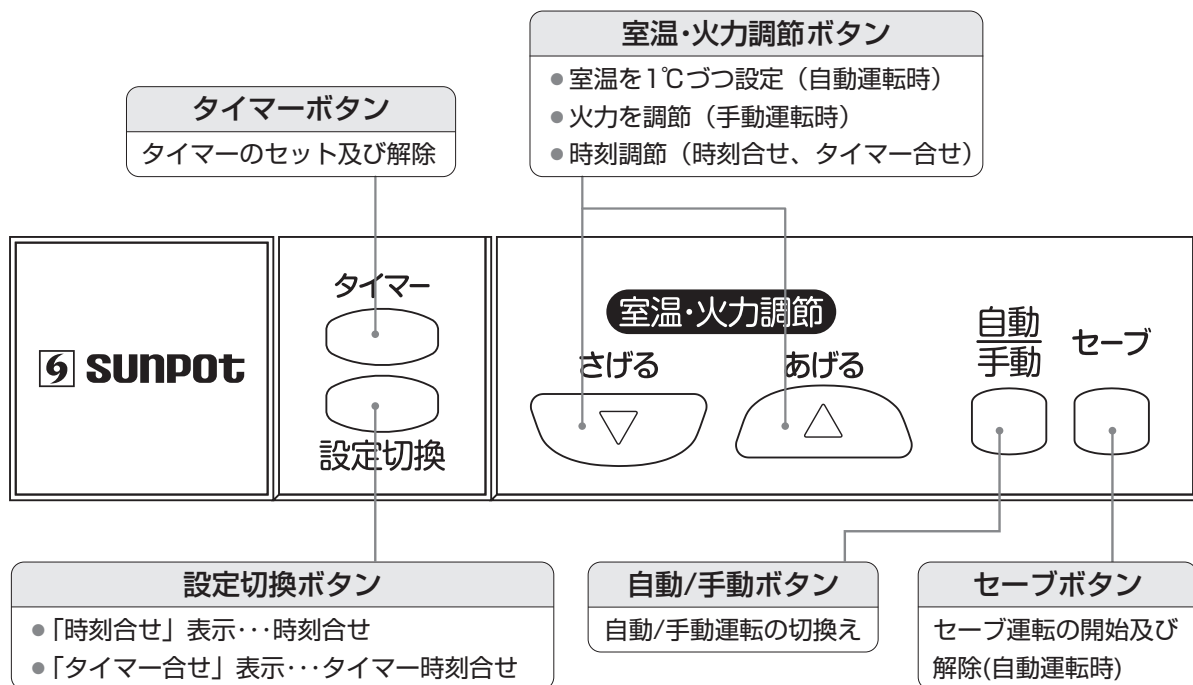 室温・火力調節ボタン
●室温を1℃づつ設定（自動運転時）
●火力を調節（手動運転時）
●時刻調節（時刻合せ、タイマー合せ）
タイマーボタン
タイマーのセット及び解除
sunpot
タイマー
設定切換
室温・火力調節
さげる
あげる
自動
手動
セーブ
設定切換ボタン
●「時刻合せ」表示･･･時刻合せ
●「タイマー合せ」表示･･･タイマー時刻合せ
自動/手動ボタン
自動/手動運転の切換え
セーブボタン
セーブ運転の開始及び
解除(自動運転時)